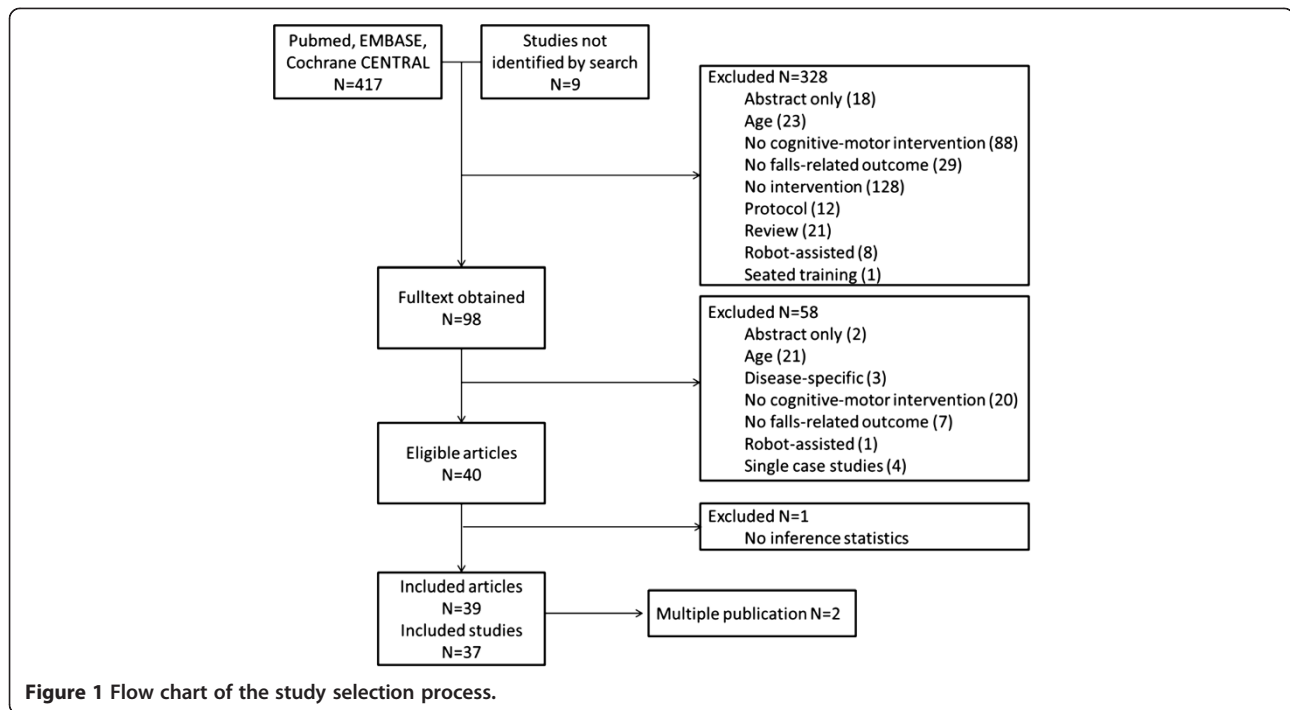 Pubmed, EMBASE,
Cochrane CENTRAL
N=417
Studies not
identified by search
N=9
Excluded N=328
Abstract only (18)
Age (23)
No cognitive-motor intervention (88)
No falls-related outcome (29)
No intervention (128)
Protocol (12)
Review (21)
Robot-assisted (8)
Seated training (1)
Fulltext obtained
N=98
Excluded N=58
Abstract only (2)
Age (21)
Disease-specific (3)
No cognitive-motor intervention (20)
No falls-related outcome (7)
Robot-assisted (1)
Single case studies (4)
Eligible articles
N=40
Excluded N=1
No inference statistics
Included articles
N=39
Included studies
N=37
Multiple publication N=2
Figure 1 Flow chart of the study selection process.